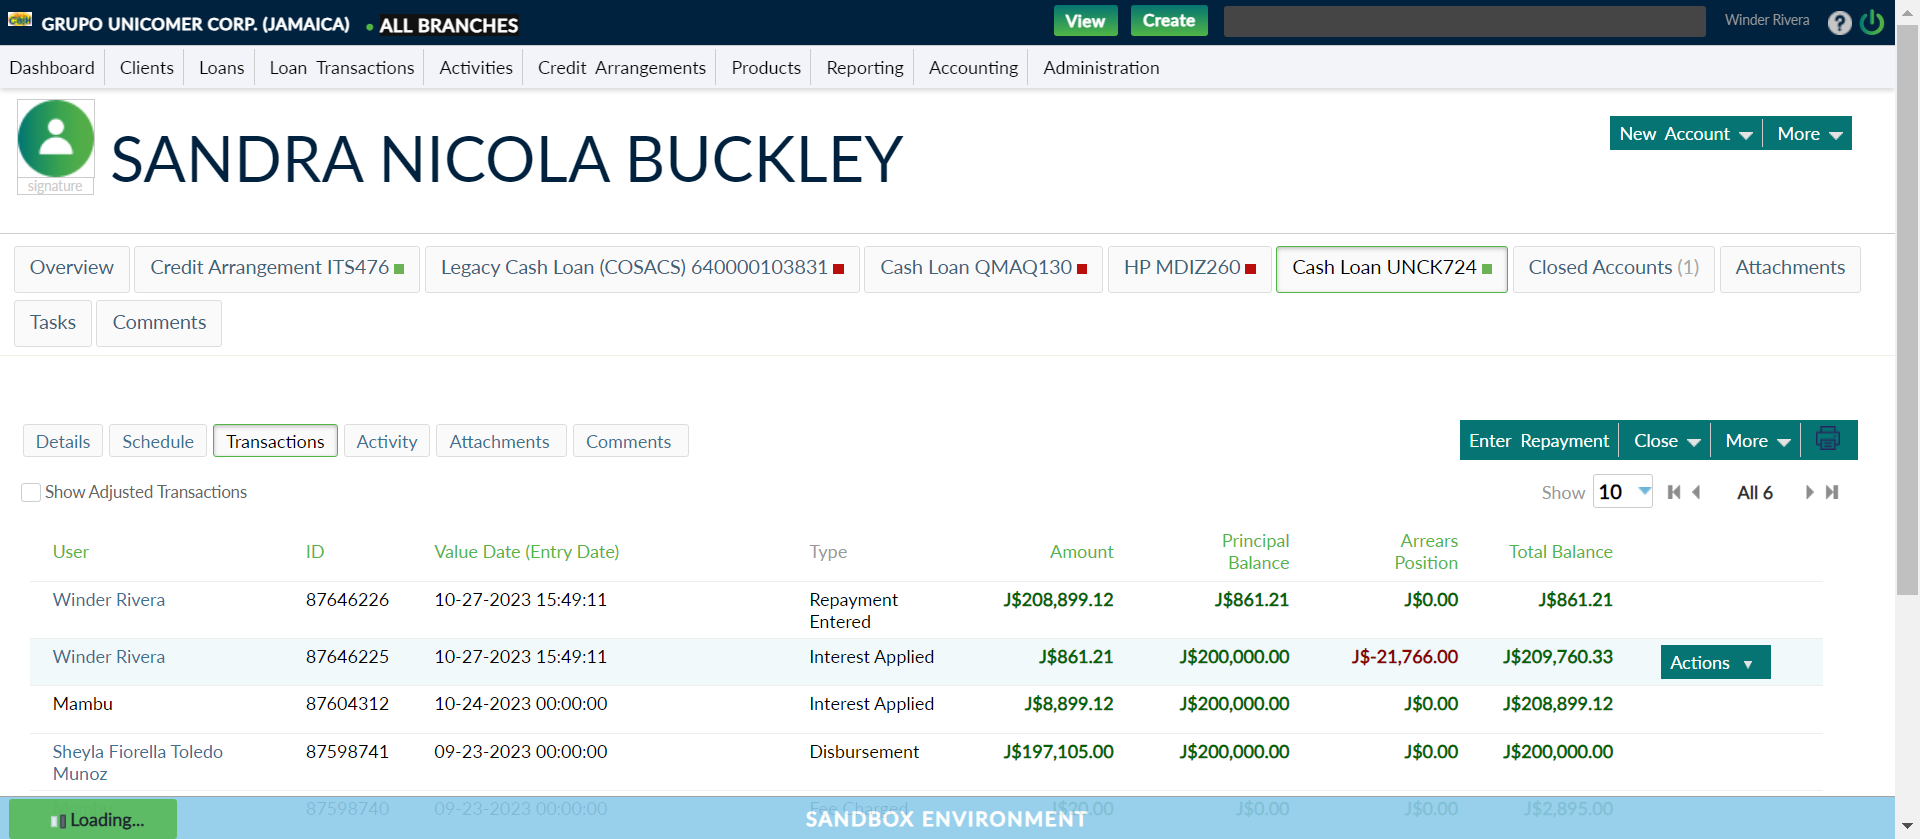 GRUPO UNICOMER CORP. (JAMAICA) • ALL BRANCHES View Create Winder Rivera ?
Dashboard Clients Loans Loan Transactions Activities Credit Arrangements Products Reporting Accounting Administration
SANDRA NICOLA BUCKLEY
signature
New Account More
Overview Credit Arrangement ITS476 Legacy Cash Loan (COSACS) 640000103831 Cash Loan QMAQ130 HP MDIZ260 Cash Loan UNCK724 Closed Accounts (1) Attachments
Tasks Comments
Details Schedule Transactions Activity Attachments Comments Enter Repayment Close More
Show Adjusted Transactions Show 10 All 6
User ID Value Date (Entry Date) Type Amount Principal Balance Arrears Position Total Balance
Winder Rivera 87646226 10-27-2023 15:49:11 Repayment Entered J$208,899.12 J$861.21 J$0.00 J$861.21
Winder Rivera 87646225 10-27-2023 15:49:11 Interest Applied J$861.21 J$200,000.00 J$-21,766.00 J$209,760.33 Actions
Mambu 87604312 10-24-2023 00:00:00 Interest Applied J$8,899.12 J$200,000.00 J$0.00 J$208,899.12
Sheyla Fiorella Toledo Munoz 87598741 09-23-2023 00:00:00 Disbursement J$197,105.00 J$200,000.00 J$0.00 J$200,000.00
Mambu 87598740 09-23-2023 00:00:00 Fee Charged J$20.00 J$0.00 J$0.00 J$2,895.00
Loading... SANDBOX ENVIRONMENT